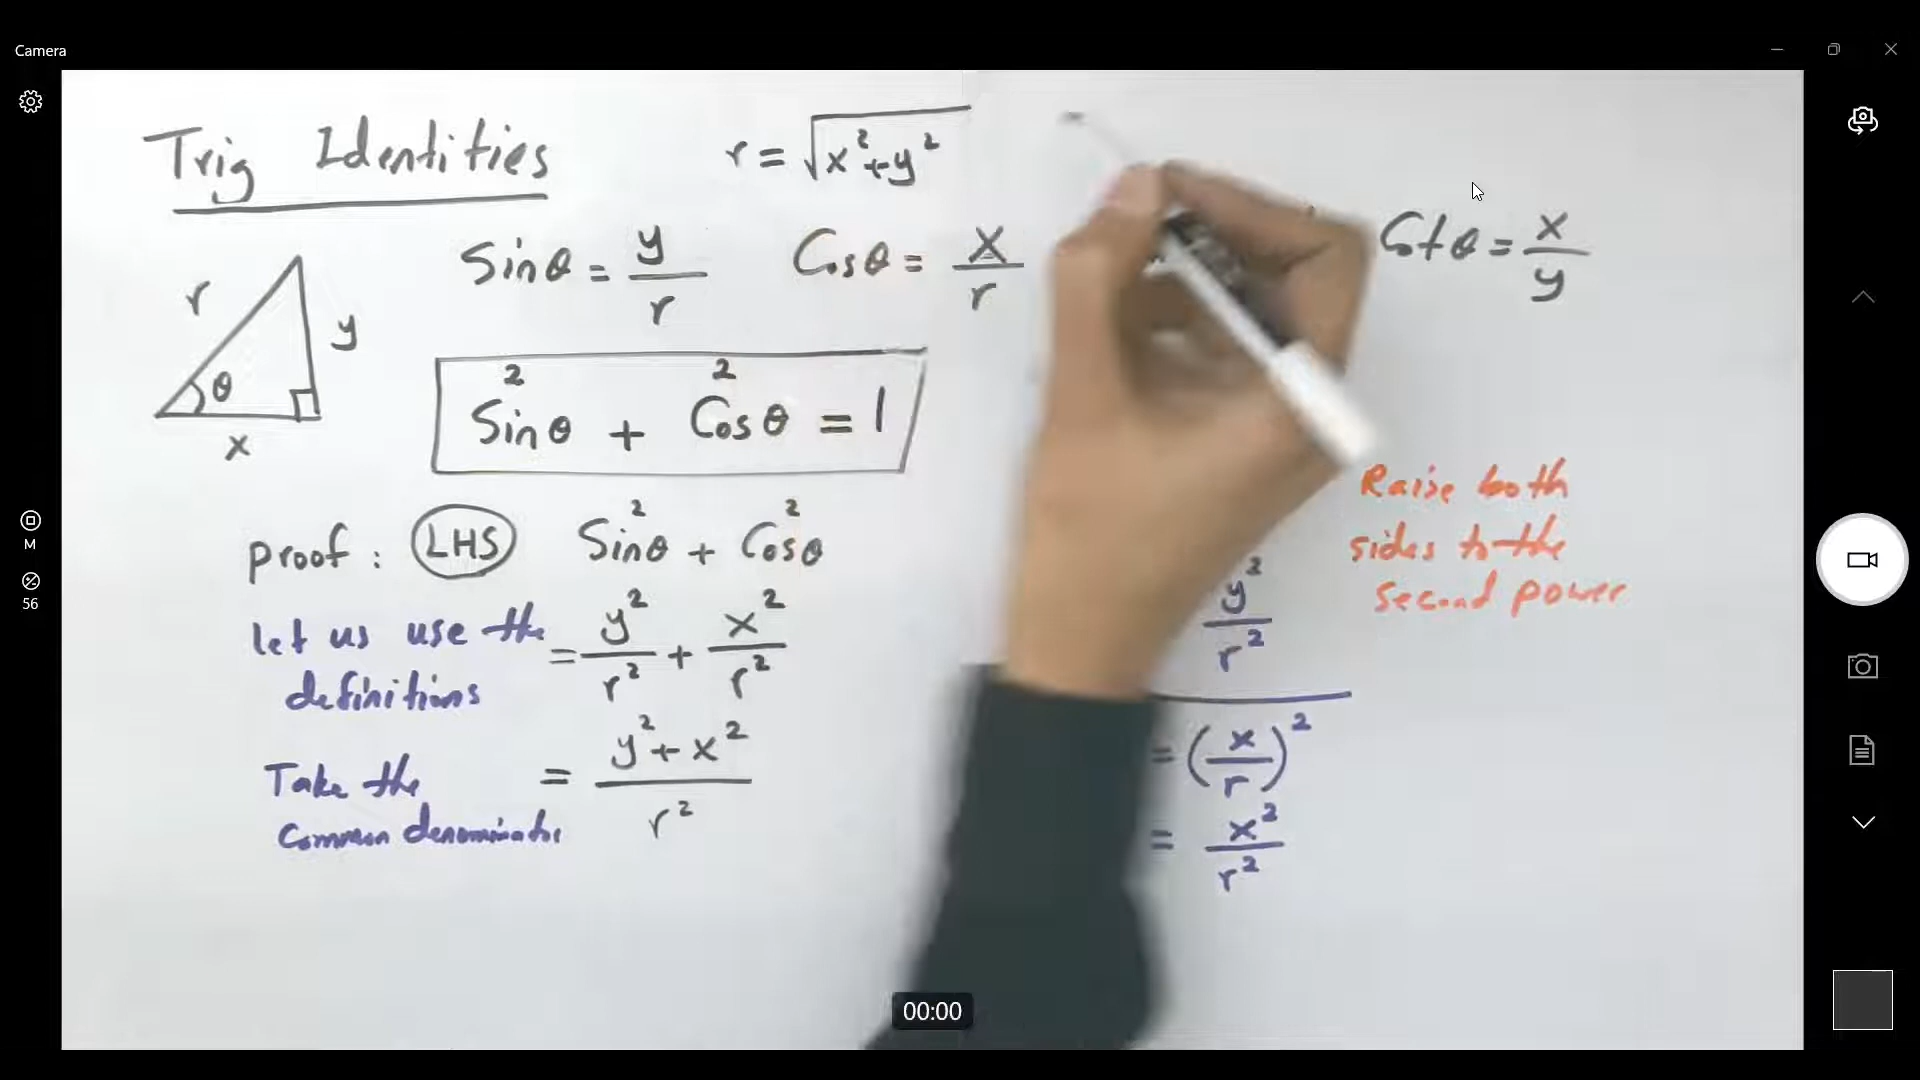 Camera
Trig Identities
r = √x²+y²
Sinθ = y/r
Cosθ = x/r
Cotθ = x/y
r
y
θ
x
Sin²θ + Cos²θ = 1
proof : LHS Sin²θ + Cos²θ
let us use the
definitions
= y²/r² + x²/r²
Take the
Common denominator
= y²+x²/r²
Raise both
sides to the
second power
y²/r²
= (x/r)²
= x²/r²
M
56
00:00